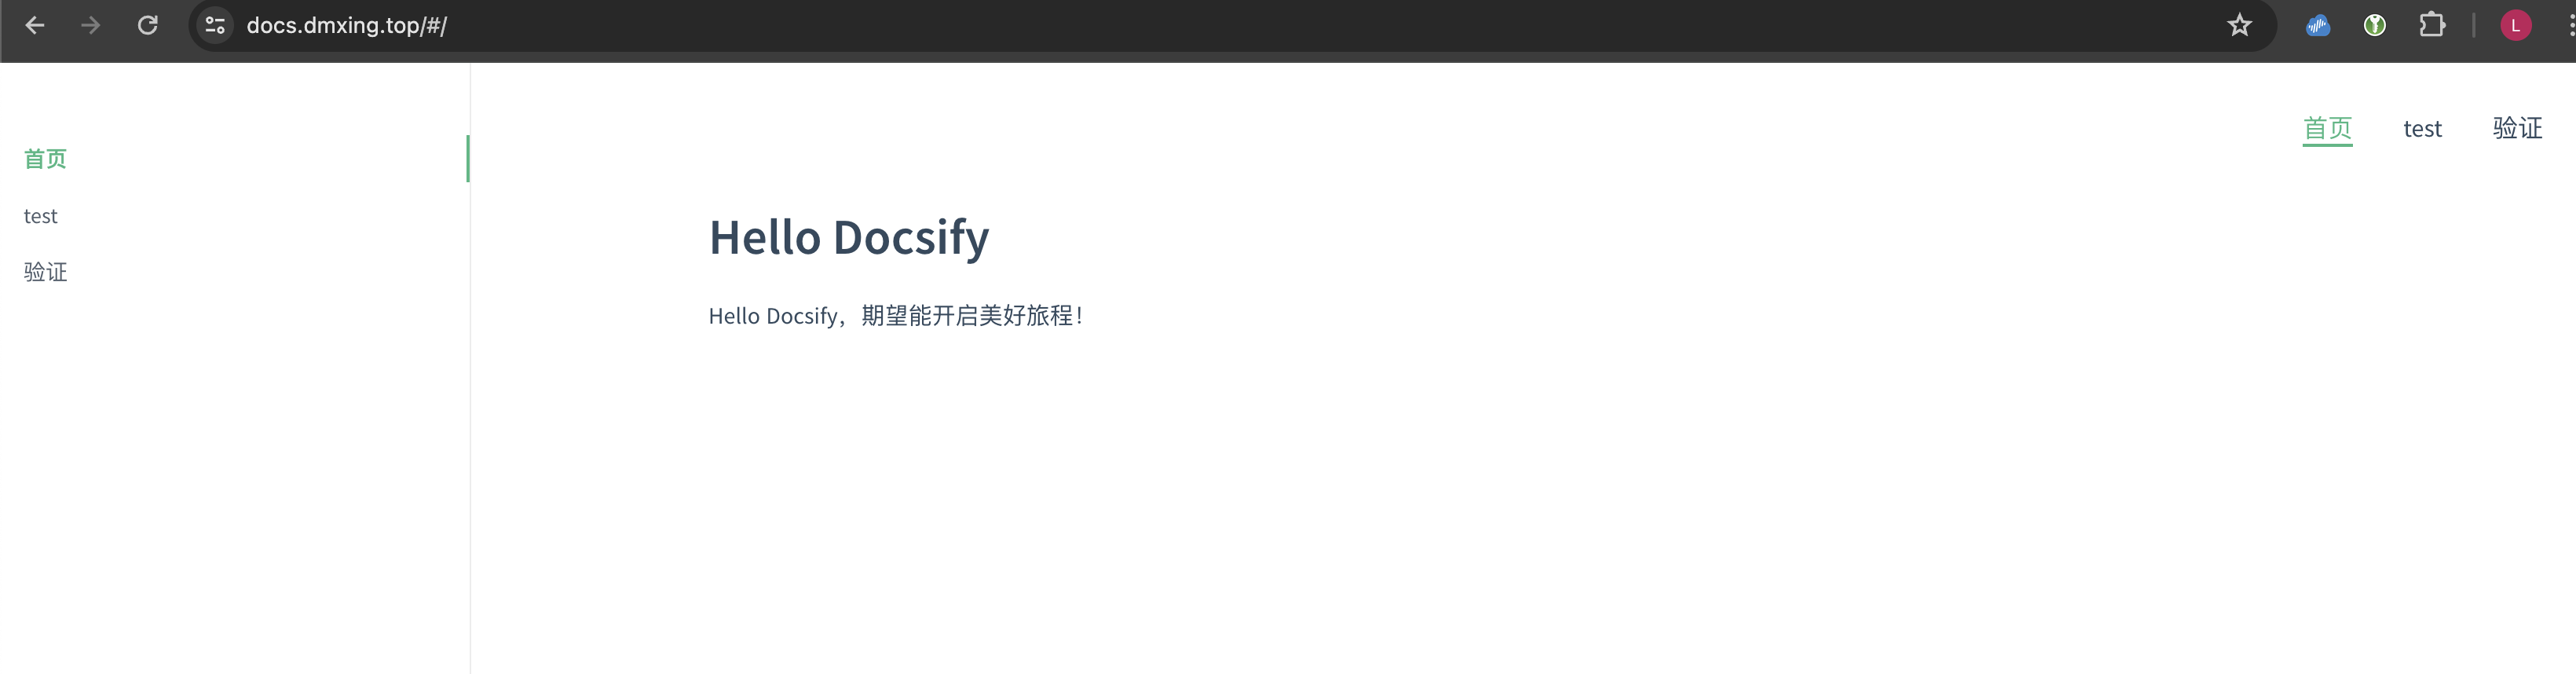 docs.dmxing.top/#/
L
首页
test
验证
首页 test 验证
Hello Docsify
Hello Docsify，期望能开启美好旅程！